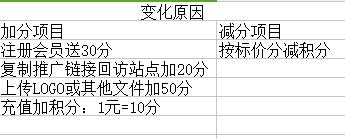 变化原因
加分项目 减分项目
注册会员送30分 按标价分减积分
复制推广链接回访站点加20分
上传LOGO或其他文件加50分
充值加积分：1元=10分